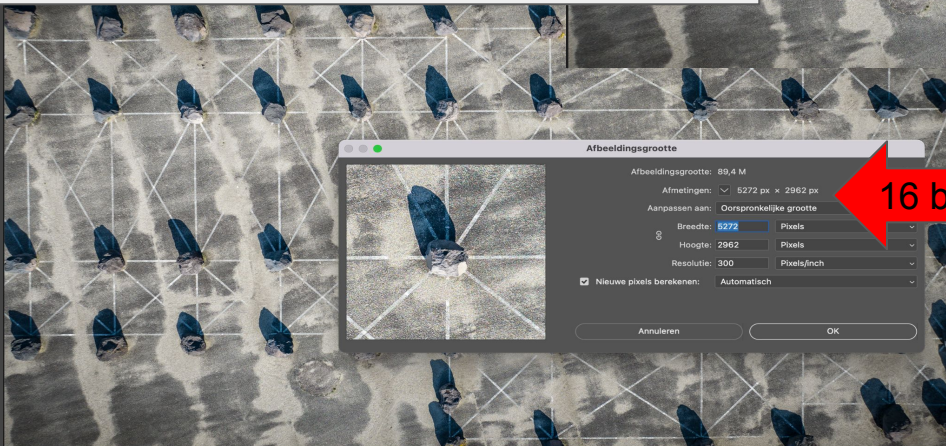 Afbeeldingsgrootte
Afbeeldingsgrootte: 89,4 M
Afmetingen: 5272 px × 2962 px
Aanpassen aan: Oorspronkelijke grootte
Breedte: 5272 Pixels
Hoogte: 2962 Pixels
Resolutie: 300 Pixels/inch
Nieuwe pixels berekenen: Automatisch
Annuleren OK
16 b